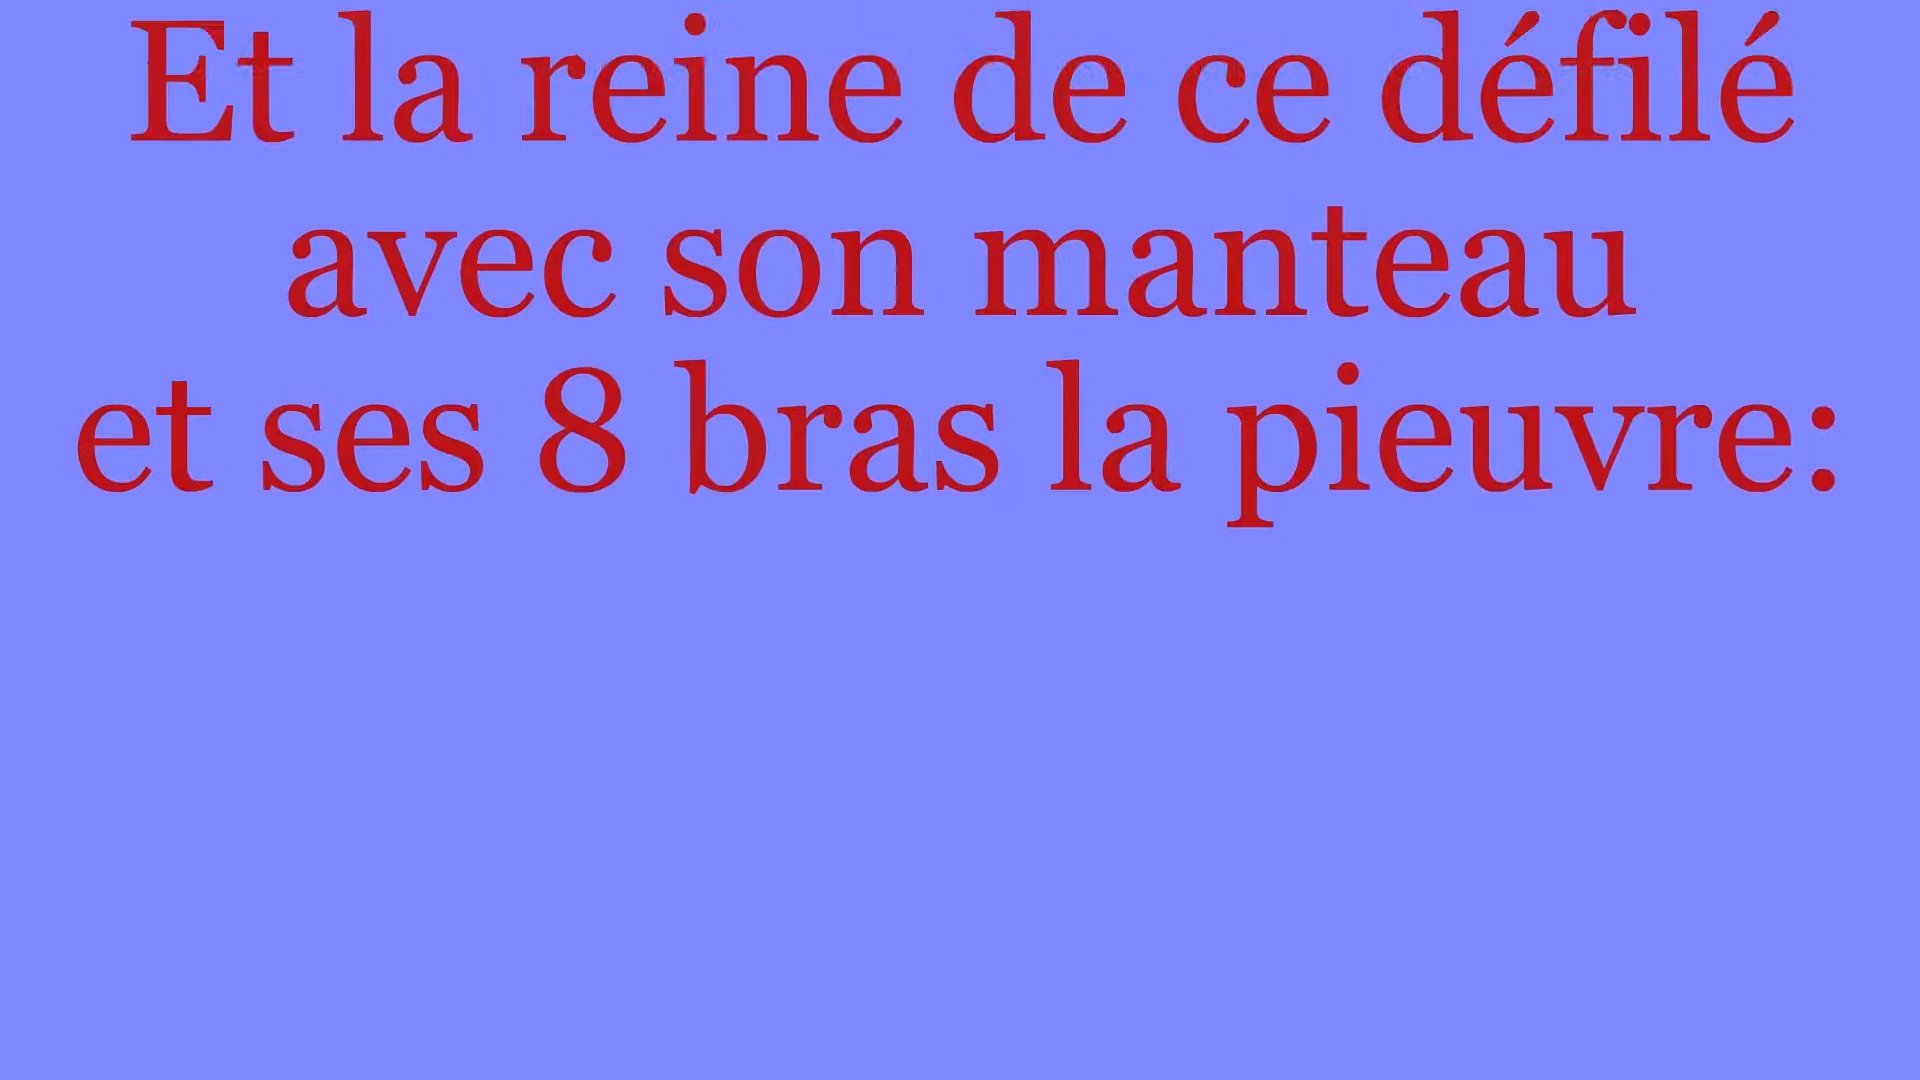 Et la reine de ce défilé
avec son manteau
et ses 8 bras la pieuvre: